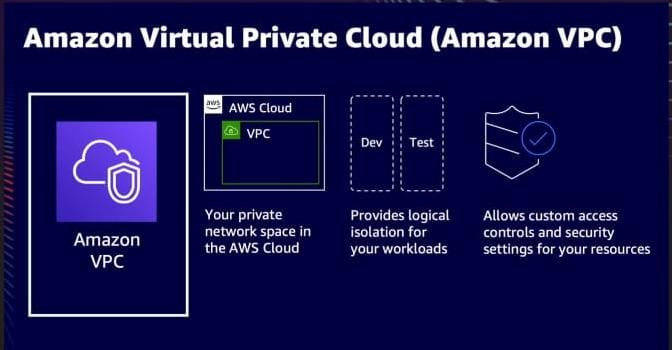 Amazon Virtual Private Cloud (Amazon VPC)
Amazon
VPC
aws
AWS Cloud
VPC
Your private
network space in
the AWS Cloud
Dev
Test
Provides logical
isolation for
your workloads
Allows custom access
controls and security
settings for your resources